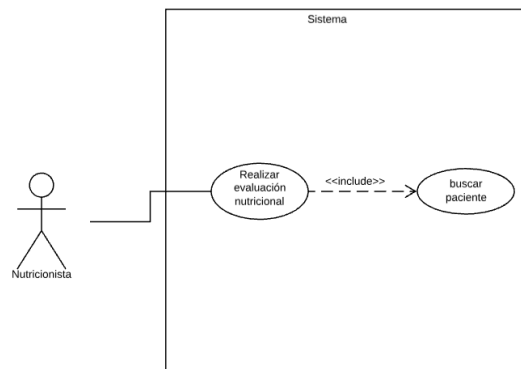 Sistema
Realizar
evaluación
nutricional
<<include>>
buscar
paciente
Nutricionista